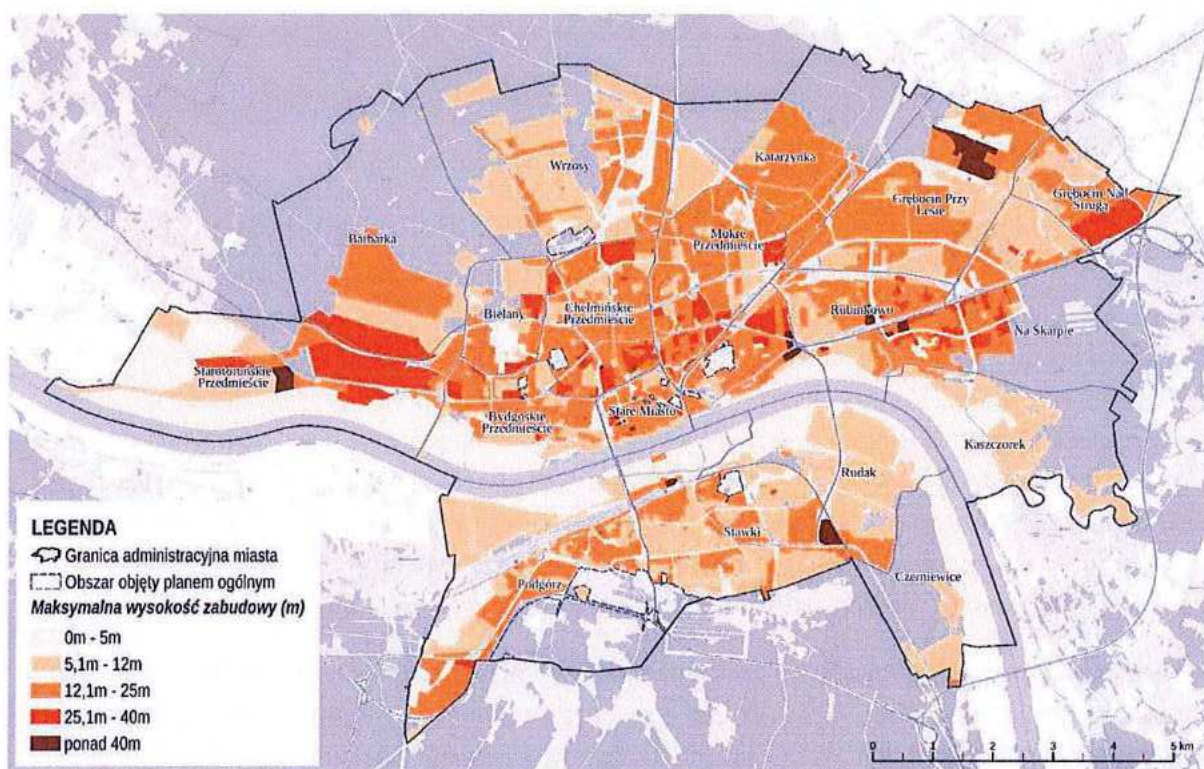 Wrzosy
Katarzynka
Grębocin Przy
Lesie
Grębocin Nad
Strugą
Barbarka
Mokre
Przedmieście
Bielany
Chełmińskie
Przedmieście
Rubinkowo
Na Skarpie
Starotoruńskie
Przedmieście
Bydgoskie
Przedmieście
Stare Miasto
Kaszczorek
Rudak
Stawki
Podgórz
Czerniewice
LEGENDA
Granica administracyjna miasta
Obszar objęty planem ogólnym
Maksymalna wysokość zabudowy (m)
0m - 5m
5,1m - 12m
12,1m - 25m
25,1m - 40m
ponad 40m
0 1 2 3 4 5 km